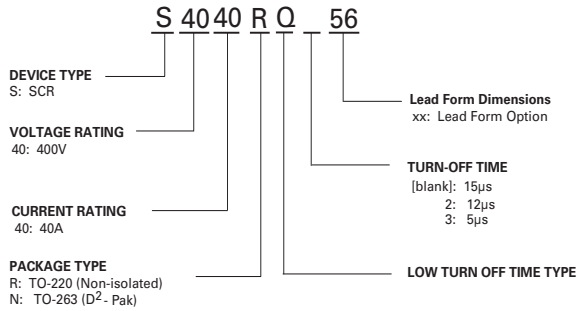 S 40 40 R Q _ 56
DEVICE TYPE
S: SCR
VOLTAGE RATING
40: 400V
CURRENT RATING
40: 40A
PACKAGE TYPE
R: TO-220 (Non-isolated)
N: TO-263 (D2- Pak)
Lead Form Dimensions
xx: Lead Form Option
TURN-OFF TIME
[blank]: 15µs
2: 12µs
3: 5µs
LOW TURN OFF TIME TYPE